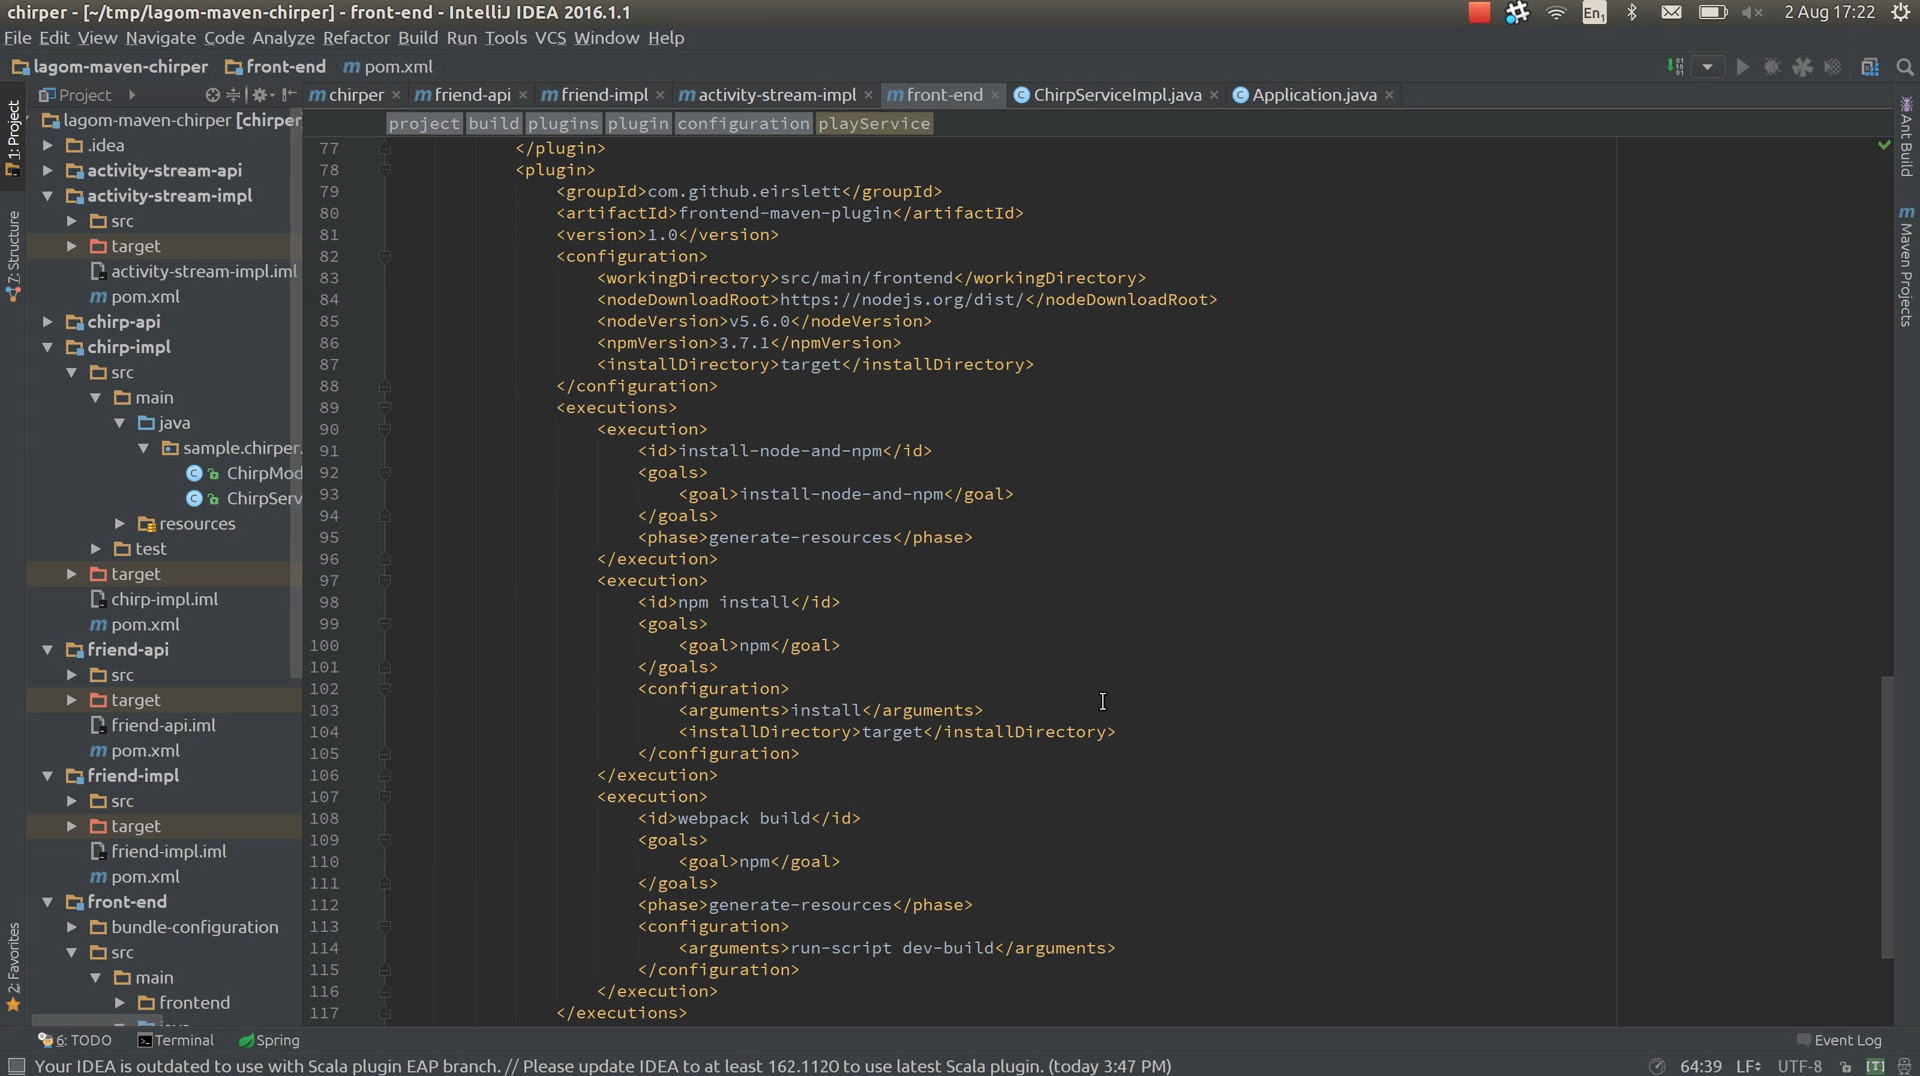 chirper - [~/tmp/lagom-maven-chirper] - front-end - IntelliJ IDEA 2016.1.1
En1
2 Aug 17:22
File Edit View Navigate Code Analyze Refactor Build Run Tools VCS Window Help
lagom-maven-chirper front-end m pom.xml
Project
m chirper m friend-api m friend-impl m activity-stream-impl m front-end C ChirpServiceImpl.java C Application.java
project build plugins plugin configuration playService
1: Project
7: Structure
2: Favorites
lagom-maven-chirper [chirper
.idea
activity-stream-api
activity-stream-impl
src
target
activity-stream-impl.iml
m pom.xml
chirp-api
chirp-impl
src
main
java
sample.chirper.
C ChirpMod
C ChirpServ
resources
test
target
chirp-impl.iml
m pom.xml
friend-api
src
target
friend-api.iml
m pom.xml
friend-impl
src
target
friend-impl.iml
m pom.xml
front-end
bundle-configuration
src
main
frontend
77 </plugin>
78 <plugin>
79 <groupId>com.github.eirslett</groupId>
80 <artifactId>frontend-maven-plugin</artifactId>
81 <version>1.0</version>
82 <configuration>
83 <workingDirectory>src/main/frontend</workingDirectory>
84 <nodeDownloadRoot>https://nodejs.org/dist/</nodeDownloadRoot>
85 <nodeVersion>v5.6.0</nodeVersion>
86 <npmVersion>3.7.1</npmVersion>
87 <installDirectory>target</installDirectory>
88 </configuration>
89 <executions>
90 <execution>
91 <id>install-node-and-npm</id>
92 <goals>
93 <goal>install-node-and-npm</goal>
94 </goals>
95 <phase>generate-resources</phase>
96 </execution>
97 <execution>
98 <id>npm install</id>
99 <goals>
100 <goal>npm</goal>
101 </goals>
102 <configuration>
103 <arguments>install</arguments>
104 <installDirectory>target</installDirectory>
105 </configuration>
106 </execution>
107 <execution>
108 <id>webpack build</id>
109 <goals>
110 <goal>npm</goal>
111 </goals>
112 <phase>generate-resources</phase>
113 <configuration>
114 <arguments>run-script dev-build</arguments>
115 </configuration>
116 </execution>
117 </executions>
Ant Build
m Maven Projects
6: TODO Terminal Spring
Event Log
Your IDEA is outdated to use with Scala plugin EAP branch. // Please update IDEA to at least 162.1120 to use latest Scala plugin. (today 3:47 PM)
64:39 LF UTF-8 [T]